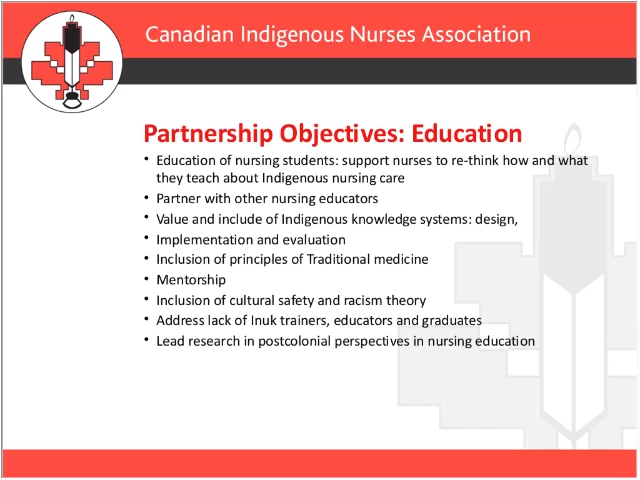 Canadian Indigenous Nurses Association
Partnership Objectives: Education
• Education of nursing students: support nurses to re-think how and what
they teach about Indigenous nursing care
• Partner with other nursing educators
• Value and include of Indigenous knowledge systems: design,
• Implementation and evaluation
• Inclusion of principles of Traditional medicine
• Mentorship
• Inclusion of cultural safety and racism theory
• Address lack of Inuk trainers, educators and graduates
• Lead research in postcolonial perspectives in nursing education